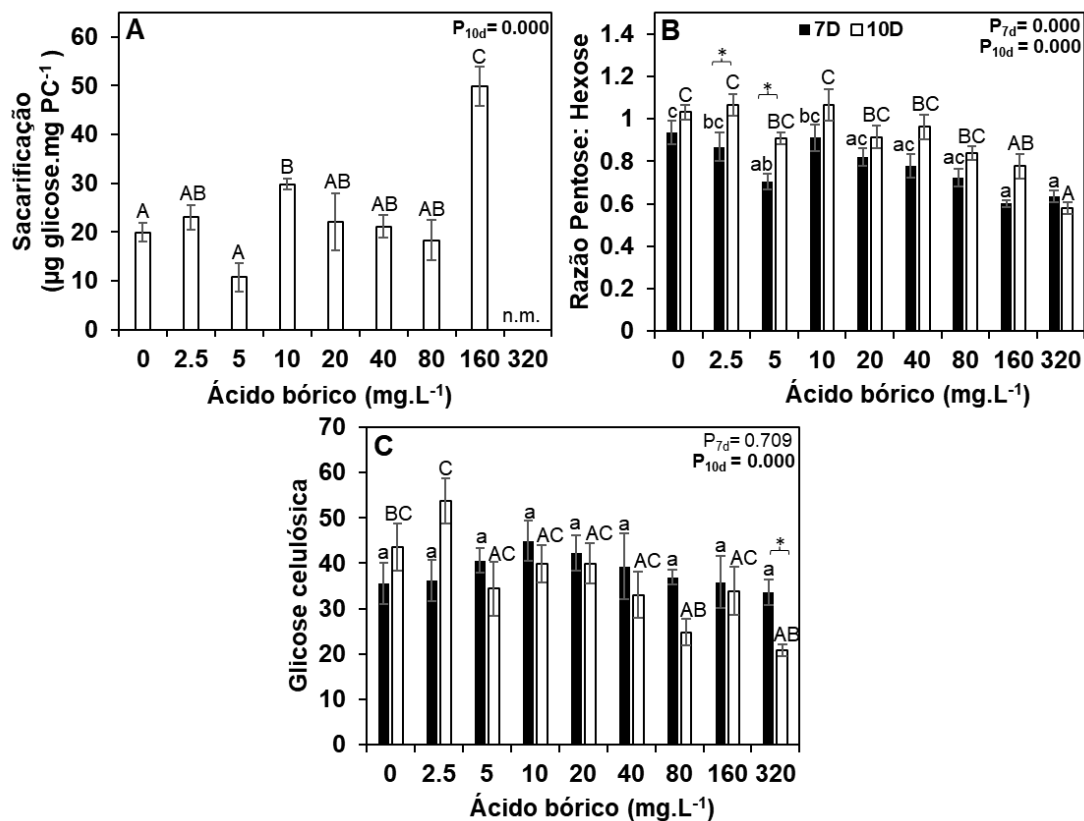 A
P10d= 0.000
Sacarificação
(µg glicose.mg PC-1)
60
50
40
30
20
10
0
A
AB
A
B
AB
AB
AB
C
n.m.
0 2.5 5 10 20 40 80 160 320
Ácido bórico (mg.L-1)
B
7D 10D
P7d= 0.000
P10d= 0.000
Razão Pentose: Hexose
1.4
1.2
1
0.8
0.6
0.4
0.2
0
c C
* bc C
* ab BC
bc C
ac BC
ac BC
ac BC
a AB
a A
0 2.5 5 10 20 40 80 160 320
Ácido bórico (mg.L-1)
C
P7d= 0.709
P10d = 0.000
Glicose celulósica
70
60
50
40
30
20
10
0
a BC
a C
a AC
a AC
a AC
a AC
a AB
a AC
* a AB
0 2.5 5 10 20 40 80 160 320
Ácido bórico (mg.L-1)